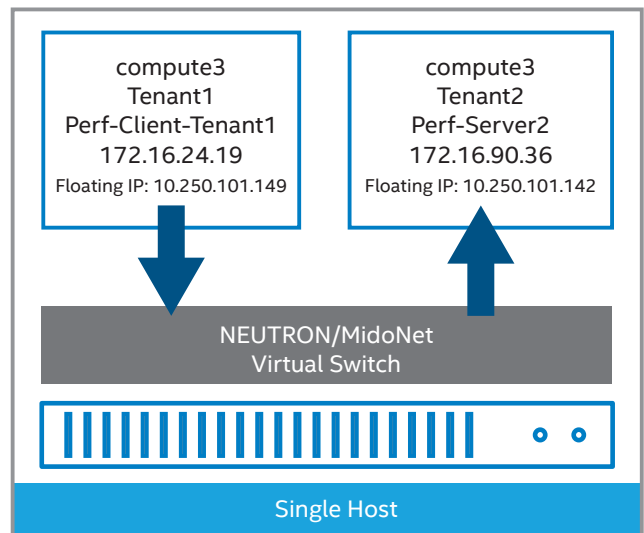 compute3
Tenant1
Perf-Client-Tenant1
172.16.24.19
Floating IP: 10.250.101.149
compute3
Tenant2
Perf-Server2
172.16.90.36
Floating IP: 10.250.101.142
NEUTRON/MidoNet
Virtual Switch
Single Host